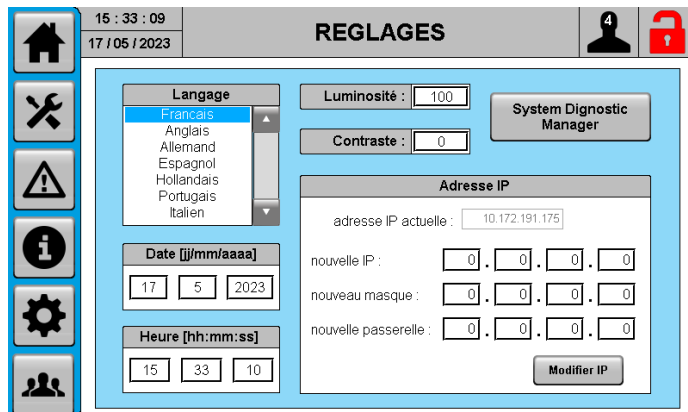 15 : 33 : 09
17 / 05 / 2023
REGLAGES
4
Langage
Francais
Anglais
Allemand
Espagnol
Hollandais
Portugais
Italien
Luminosité : 100
Contraste : 0
System Dignostic
Manager
Date [jj/mm/aaaa]
17 5 2023
Heure [hh:mm:ss]
15 33 10
Adresse IP
adresse IP actuelle : 10.172.191.175
nouvelle IP : 0 . 0 . 0 . 0
nouveau masque : 0 . 0 . 0 . 0
nouvelle passerelle : 0 . 0 . 0 . 0
Modifier IP